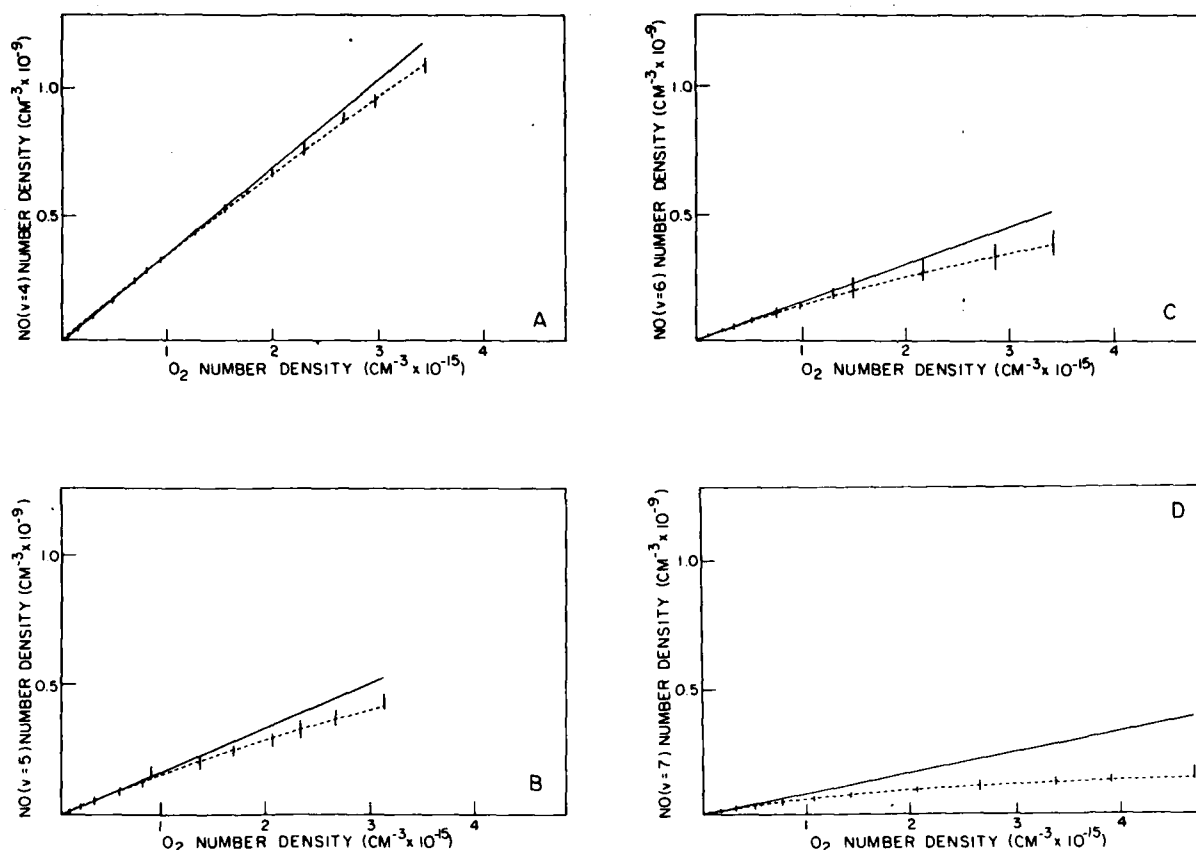 NO(v=4) NUMBER DENSITY (CM⁻³ x 10⁻⁹)
1.0
0.5
A
1
2
3
4
O₂ NUMBER DENSITY (CM⁻³ x 10⁻¹⁵)
NO(v=6) NUMBER DENSITY (CM⁻³ x 10⁻⁹)
1.0
0.5
C
1
2
3
4
O₂ NUMBER DENSITY (CM⁻³ x 10⁻¹⁵)
NO(v=5) NUMBER DENSITY (CM⁻³ x 10⁻⁹)
1.0
0.5
B
1
2
3
4
O₂ NUMBER DENSITY (CM⁻³ x 10⁻¹⁵)
NO(v=7) NUMBER DENSITY (CM⁻³ x 10⁻⁹)
D
1.0
0.5
1
2
3
4
O₂ NUMBER DENSITY (CM⁻³ x 10⁻¹⁵)